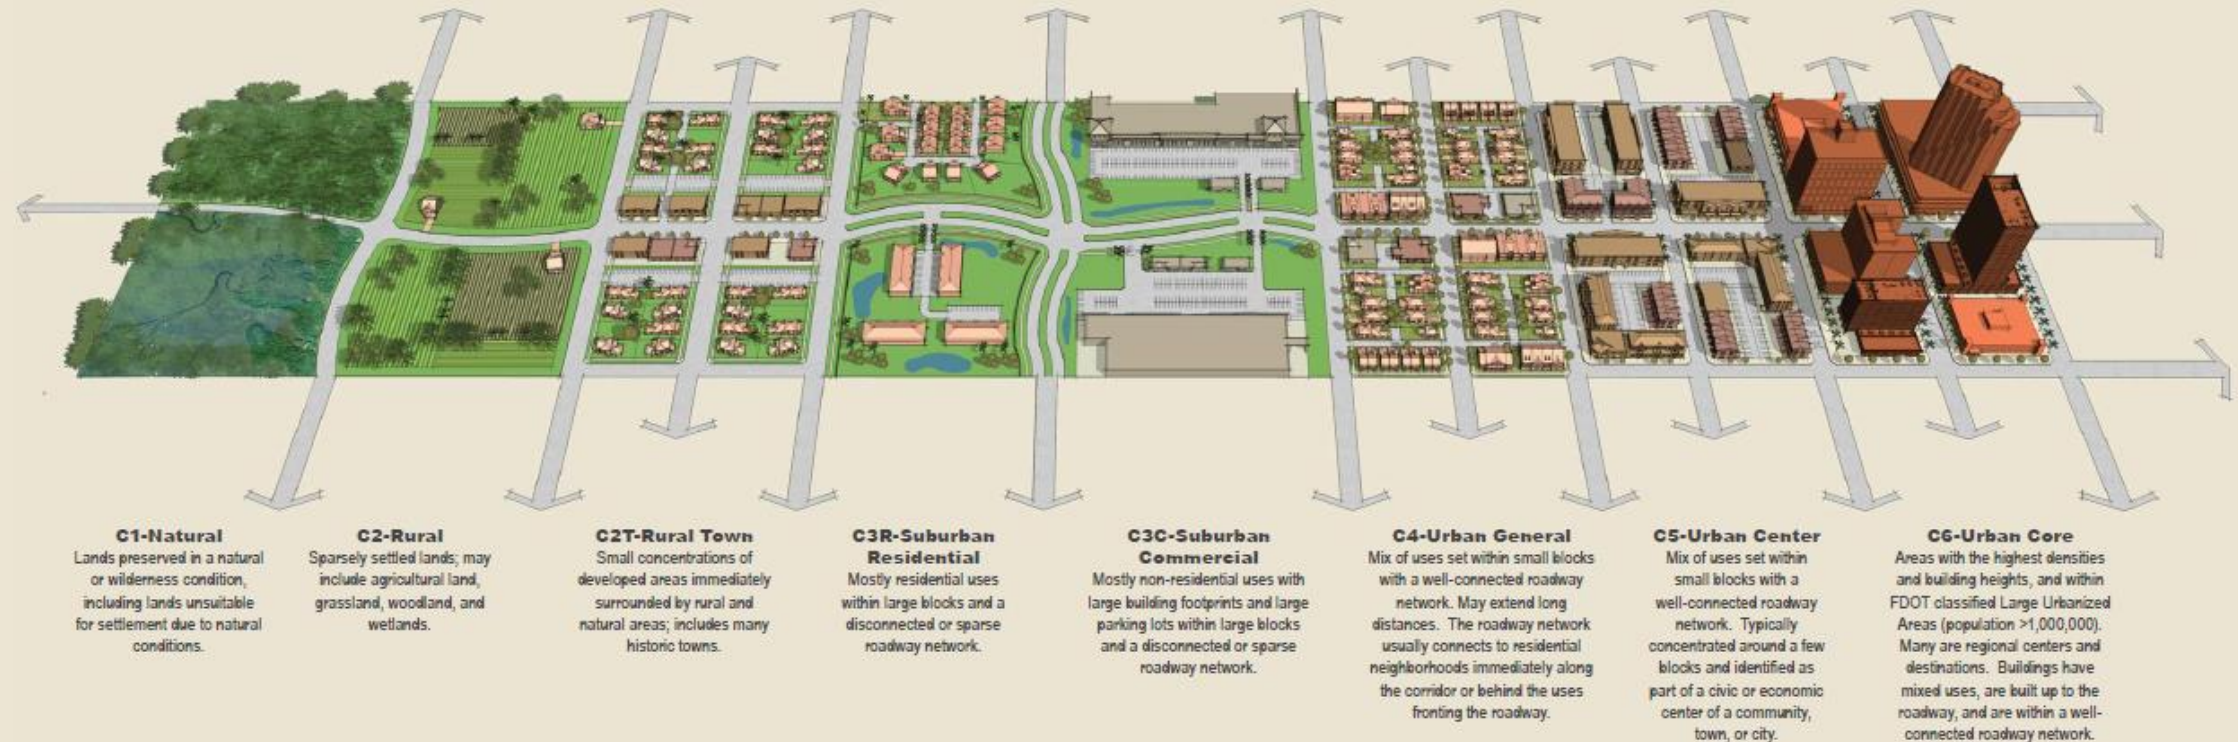 C1-Natural
Lands preserved in a natural
or wilderness condition,
including lands unsuitable
for settlement due to natural
conditions.
C2-Rural
Sparsely settled lands; may
include agricultural land,
grassland, woodland, and
wetlands.
C2T-Rural Town
Small concentrations of
developed areas immediately
surrounded by rural and
natural areas; includes many
historic towns.
C3R-Suburban
Residential
Mostly residential uses
within large blocks and a
disconnected or sparse
roadway network.
C3C-Suburban
Commercial
Mostly non-residential uses with
large building footprints and large
parking lots within large blocks
and a disconnected or sparse
roadway network.
C4-Urban General
Mix of uses set within small blocks
with a well-connected roadway
network. May extend long
distances. The roadway network
usually connects to residential
neighborhoods immediately along
the corridor or behind the uses
fronting the roadway.
C5-Urban Center
Mix of uses set within
small blocks with a
well-connected roadway
network. Typically
concentrated around a few
blocks and identified as
part of a civic or economic
center of a community,
town, or city.
C6-Urban Core
Areas with the highest densities
and building heights, and within
FDOT classified Large Urbanized
Areas (population >1,000,000).
Many are regional centers and
destinations. Buildings have
mixed uses, are built up to the
roadway, and are within a well-
connected roadway network.